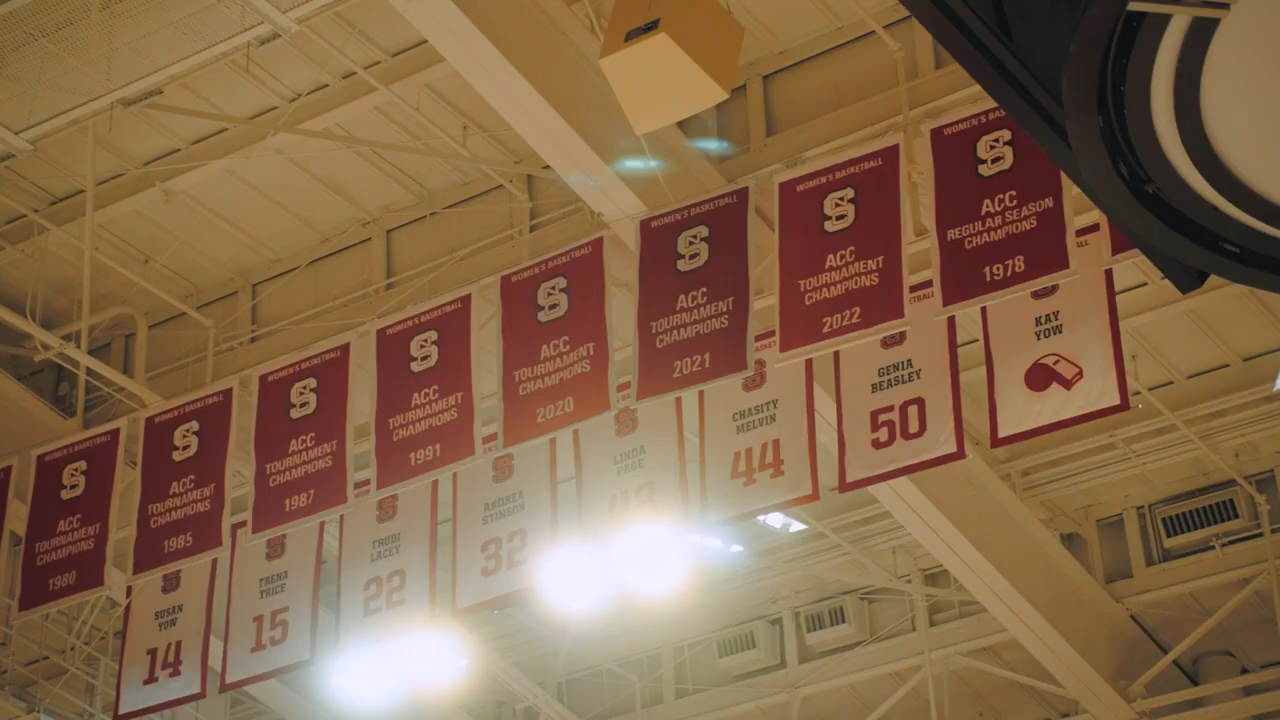 WOMEN'S BASKETBALL
ACC
TOURNAMENT
CHAMPIONS
1980
WOMEN'S BASKETBALL
ACC
TOURNAMENT
CHAMPIONS
1985
WOMEN'S BASKETBALL
ACC
TOURNAMENT
CHAMPIONS
1987
WOMEN'S BASKETBALL
ACC
TOURNAMENT
CHAMPIONS
1991
WOMEN'S BASKETBALL
ACC
TOURNAMENT
CHAMPIONS
2020
WOMEN'S BASKETBALL
ACC
TOURNAMENT
CHAMPIONS
2021
WOMEN'S BASKETBALL
ACC
TOURNAMENT
CHAMPIONS
2022
WOMEN'S BAS
ACC
REGULAR SEASON
CHAMPIONS
1978
SUSAN
YOW
14
TRENA
TRICE
15
TRUDI
LACEY
22
ANDREA
STINSON
32
LINDA
PAGE
CHASITY
MELVIN
44
GENIA
BEASLEY
50
KAY
YOW